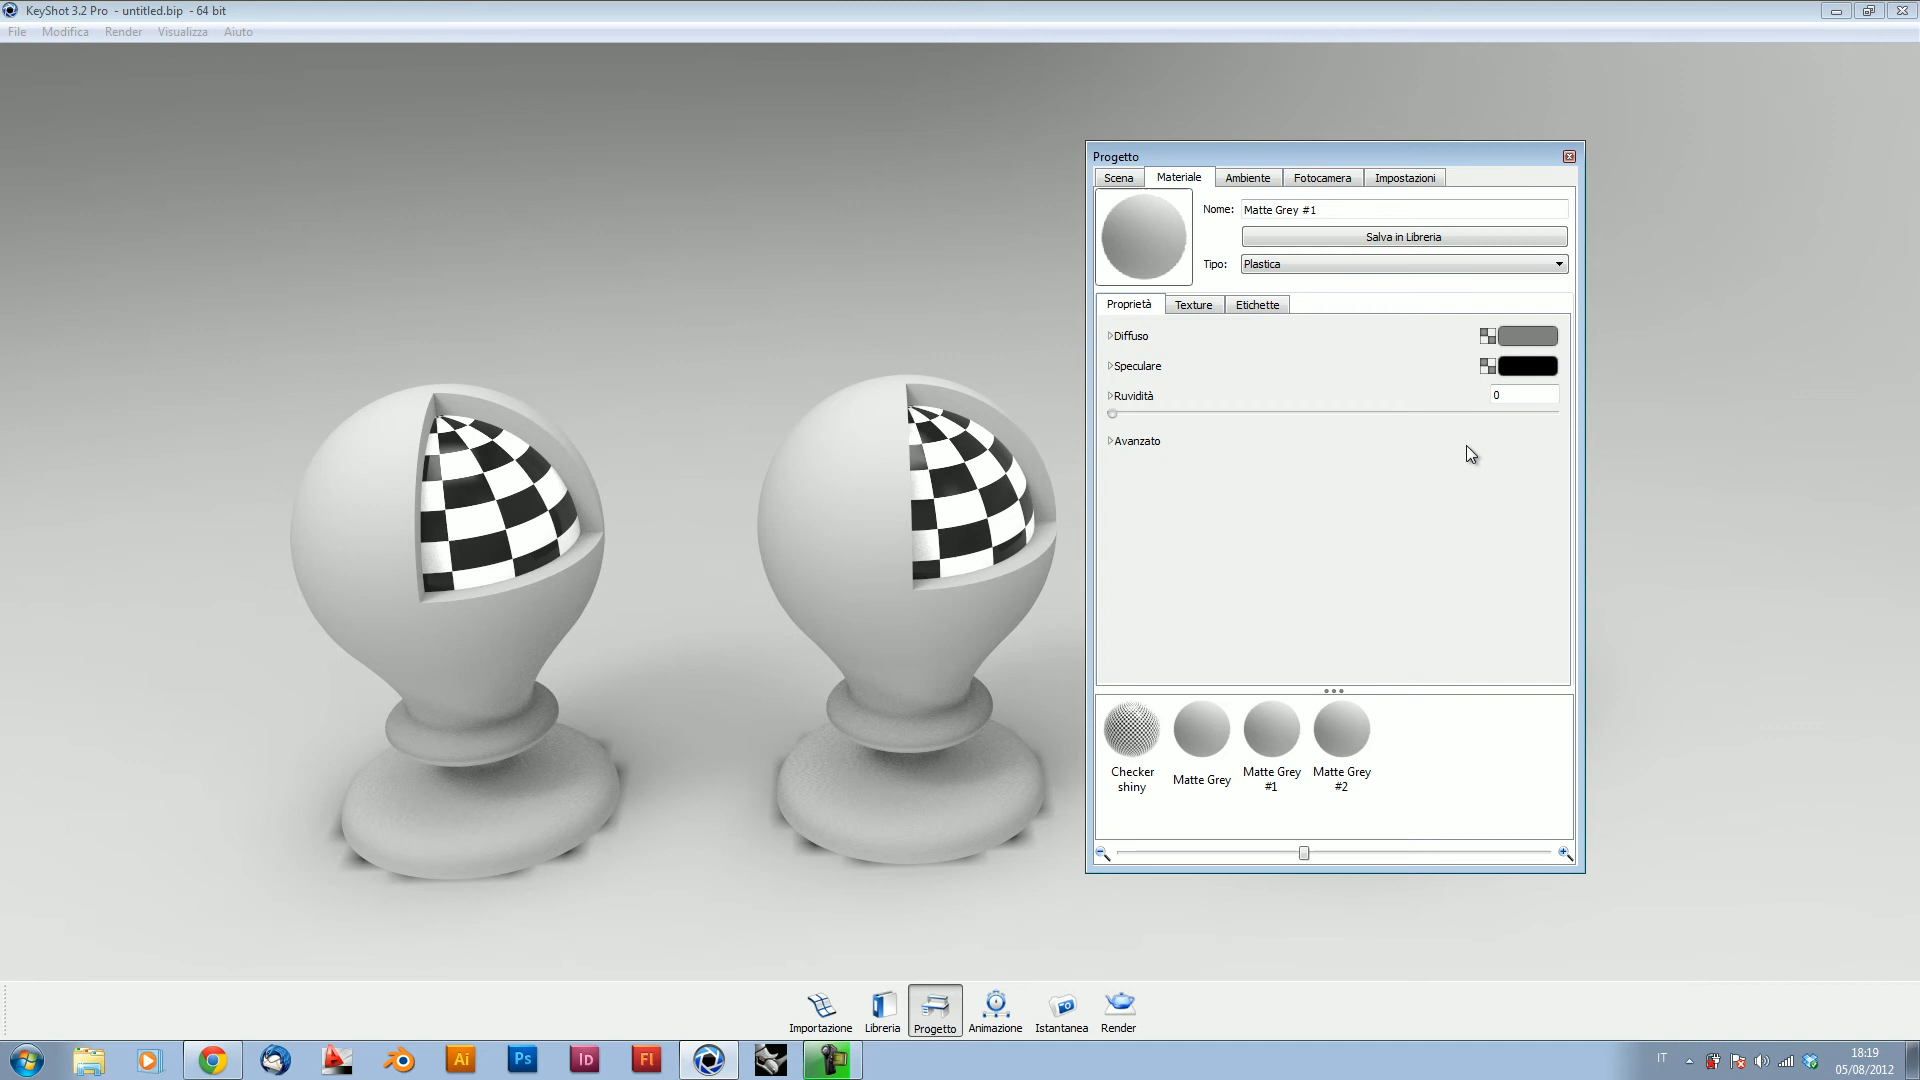 KeyShot 3.2 Pro - untitled.bip - 64 bit
File Modifica Render Visualizza Aiuto
Progetto
Scena Materiale Ambiente Fotocamera Impostazioni
Nome: Matte Grey #1
Salva in Libreria
Tipo: Plastica
Proprietà Texture Etichette
Diffuso
Speculare
Ruvidità 0
Avanzato
Checker shiny
Matte Grey
Matte Grey #1
Matte Grey #2
Importazione Libreria Progetto Animazione Istantanea Render
Ai Ps Id Fl
IT
18:19
05/08/2012